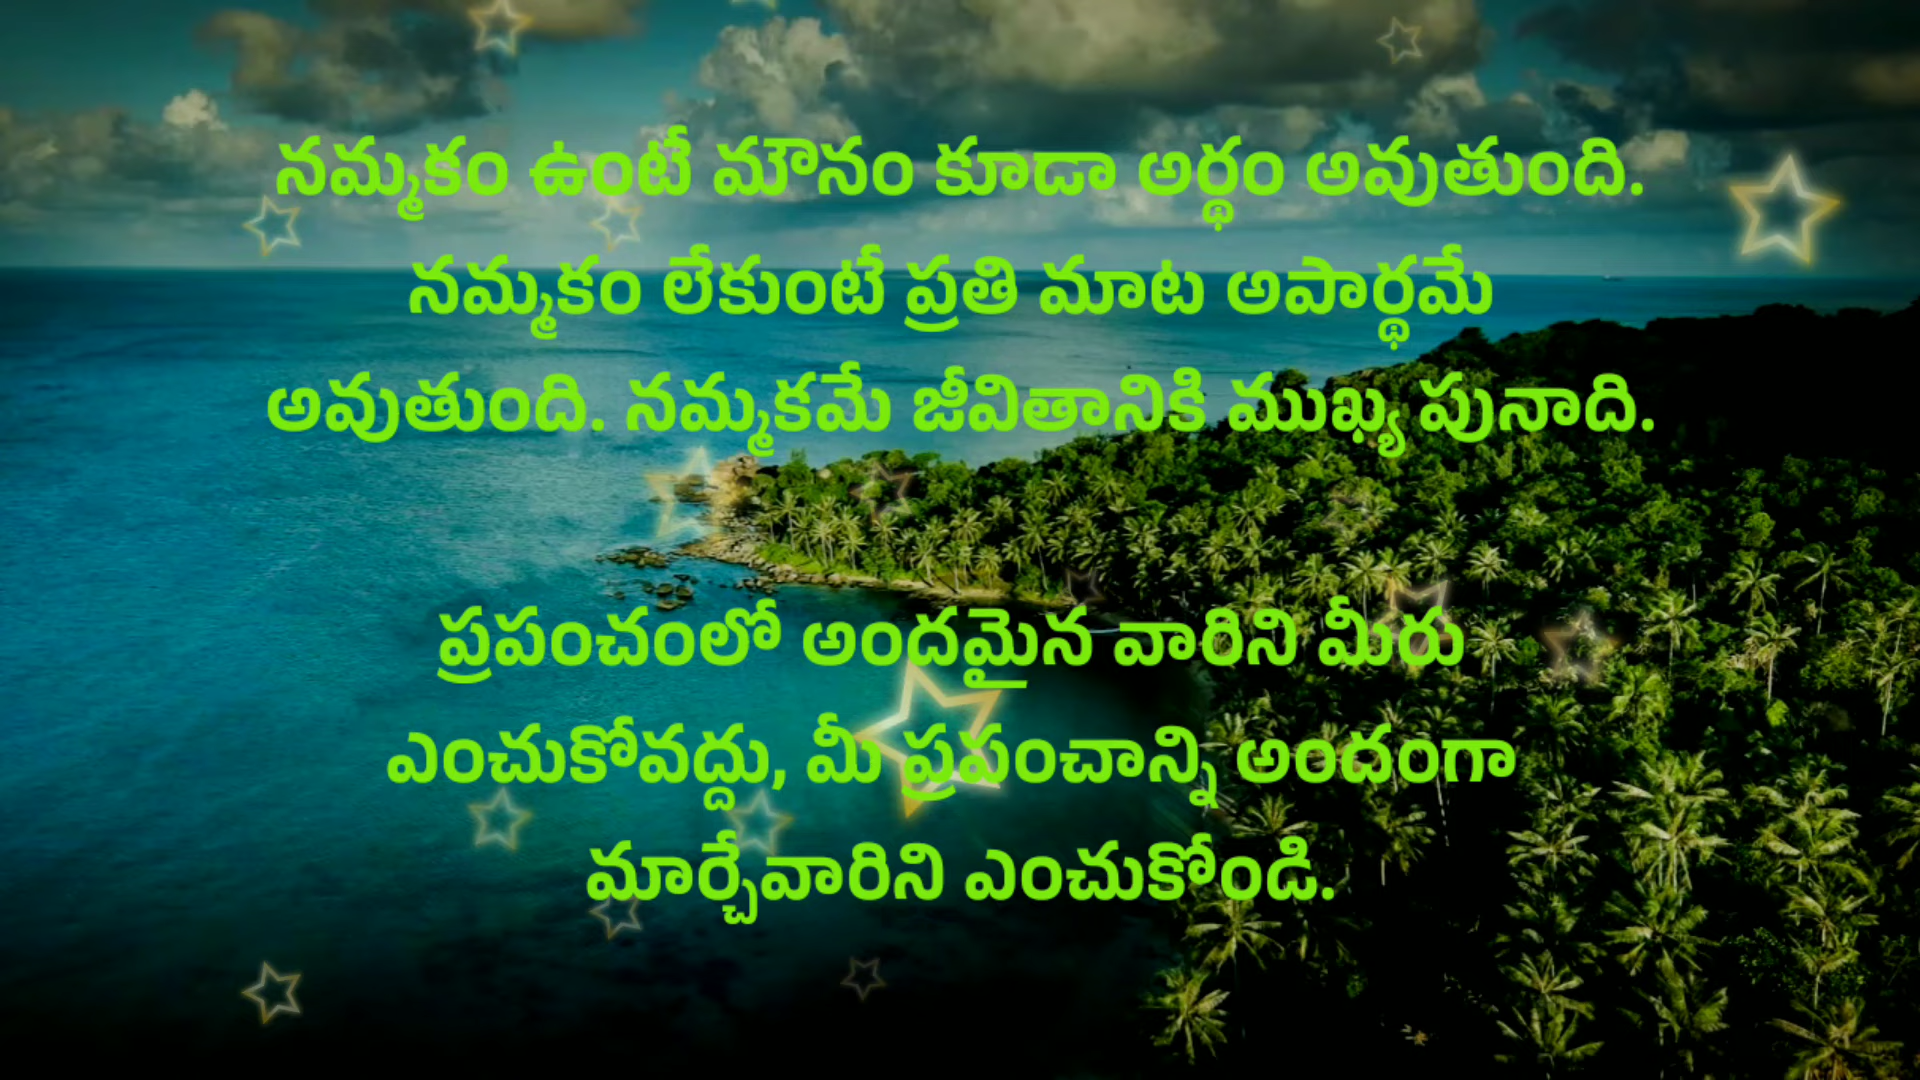 నమ్మకం ఉంటే మౌనం కూడా అర్థం అవుతుంది.
నమ్మకం లేకుంటే ప్రతి మాట అపార్థమే
అవుతుంది. నమ్మకమే జీవితానికి ముఖ్య పునాది.
ప్రపంచంలో అందమైన వారిని మీరు
ఎంచుకోవద్దు, మీ ప్రపంచాన్ని అందంగా
మార్చేవారిని ఎంచుకోండి.